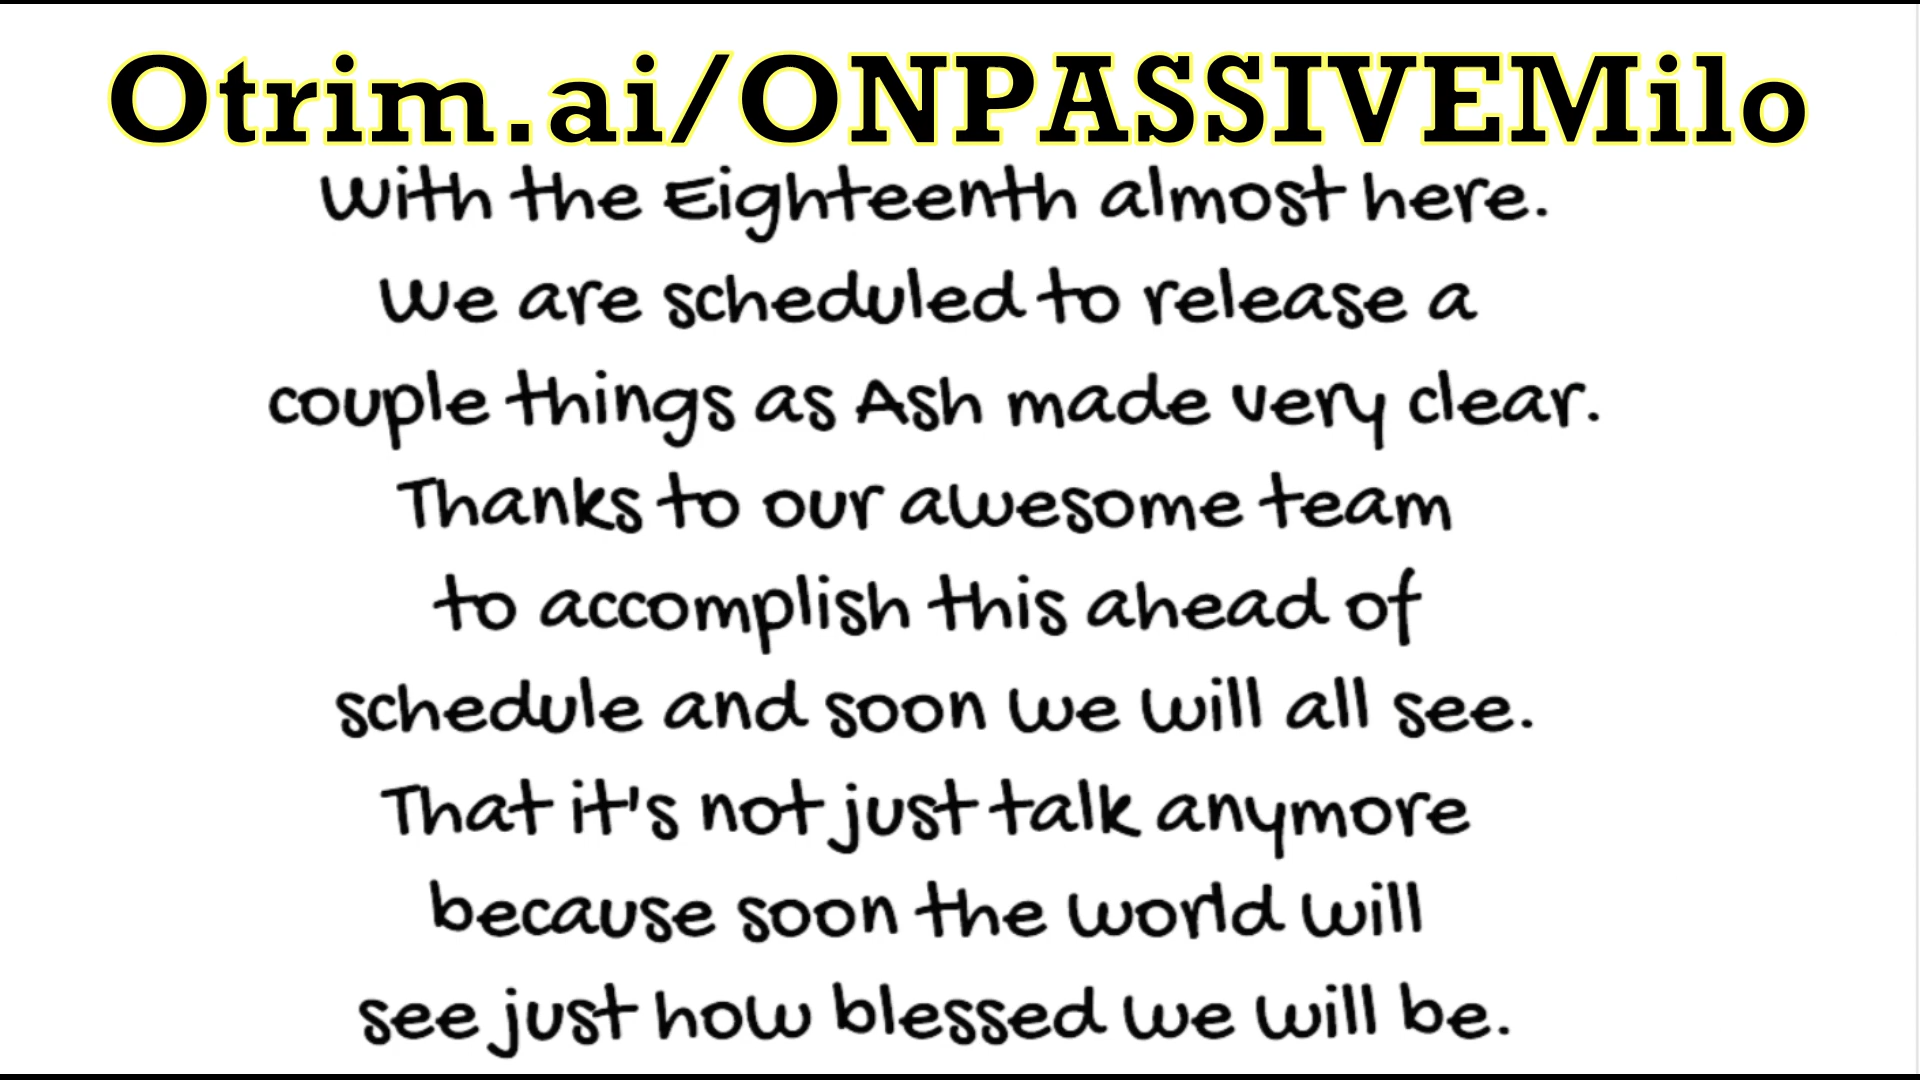 Otrim.ai/ONPASSIVEMilo
With the Eighteenth almost here.
We are scheduled to release a
couple things as Ash made very clear.
Thanks to our awesome team
to accomplish this ahead of
schedule and soon we will all see.
That it's not just talk anymore
because soon the world will
see just how blessed we will be.